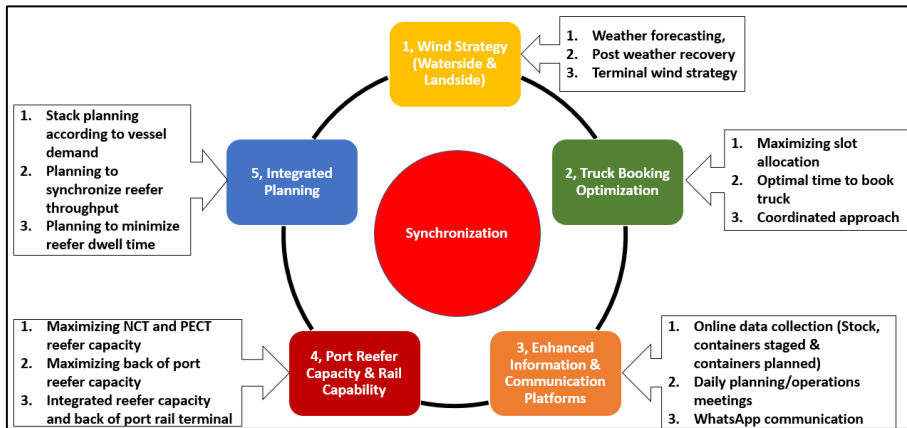 1, Wind Strategy
(Waterside &
Landside)
1. Weather forecasting,
2. Post weather recovery
3. Terminal wind strategy
2, Truck Booking
Optimization
1. Maximizing slot
allocation
2. Optimal time to book
truck
3. Coordinated approach
3, Enhanced
Information &
Communication
Platforms
1. Online data collection (Stock,
containers staged &
containers planned)
2. Daily planning/operations
meetings
3. WhatsApp communication
4, Port Reefer
Capacity & Rail
Capability
1. Maximizing NCT and PECT
reefer capacity
2. Maximizing back of port
reefer capacity
3. Integrated reefer capacity
and back of port rail terminal
5, Integrated
Planning
1. Stack planning
according to vessel
demand
2. Planning to
synchronize reefer
throughput
3. Planning to minimize
reefer dwell time
Synchronization